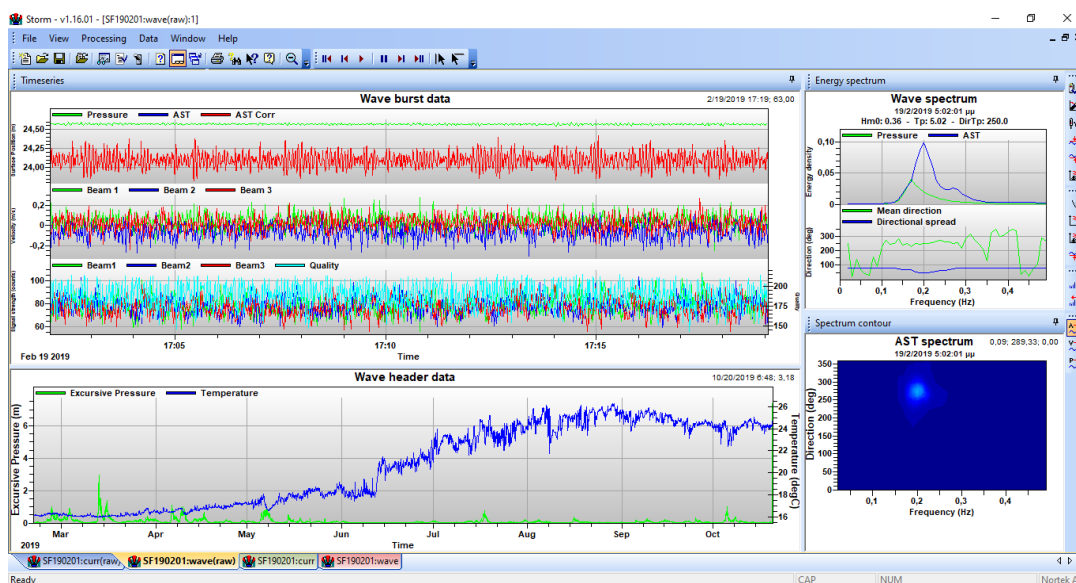 Storm - v1.16.01 - [SF190201:wave(raw):1]
File View Processing Data Window Help
Timeseries
Wave burst data
2/19/2019 17:19; 63,00
Pressure AST AST Corr
Surface Position (m)
24,50
24,25
24,00
Beam 1 Beam 2 Beam 3
Velocity (m/s)
0,2
0
-0,2
Beam1 Beam2 Beam3 Quality
Signal strength (counts)
100
80
60
Quality
200
175
150
17:05 17:10 17:15
Feb 19 2019
Time
Wave header data
10/20/2019 6:48; 3,18
Excursive Pressure Temperature
Excursive Pressure (m)
6
4
2
0
Temperature (degC)
26
24
22
20
18
16
Mar Apr May Jun Jul Aug Sep Oct
2019
Time
Energy spectrum
Wave spectrum
19/2/2019 5:02:01 μμ
Hm0: 0.36 - Tp: 5.02 - DirTp: 250.0
Pressure AST
Energy density
0,10
0,05
0
Mean direction
Directional spread
Direction (deg)
300
200
100
0 0,1 0,2 0,3 0,4
Frequency (Hz)
Spectrum contour
AST spectrum
0,09; 289,33; 0,00
19/2/2019 5:02:01 μμ
Direction (deg)
350
300
250
200
150
100
50
0
0,1 0,2 0,3 0,4
Frequency (Hz)
SF190201:curr(raw) SF190201:wave(raw) SF190201:curr SF190201:wave
Ready
CAP NUM Nortek